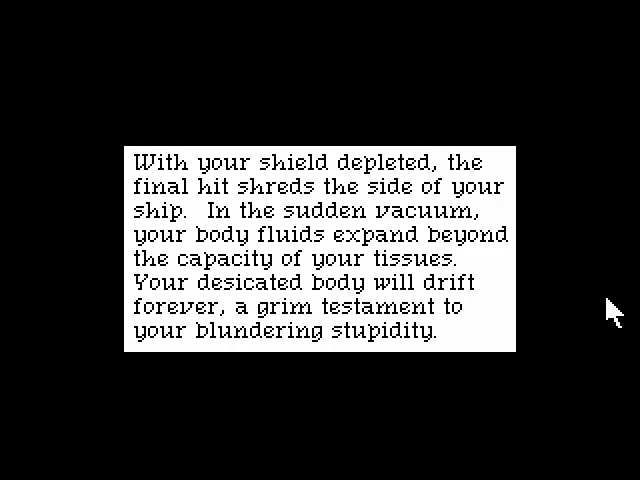 With your shield depleted, the
final hit shreds the side of your
ship.  In the sudden vacuum,
your body fluids expand beyond
the capacity of your tissues.
Your desicated body will drift
forever, a grim testament to
your blundering stupidity.